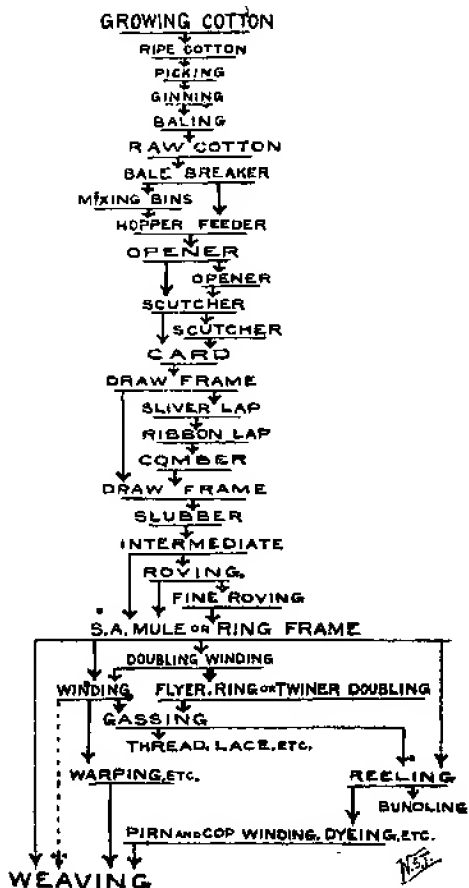 GROWING COTTON
RIPE COTTON
PICKING
GINNING
BALING
RAW COTTON
BALE BREAKER
MIXING BINS
HOPPER FEEDER
OPENER
OPENER
SCUTCHER
SCUTCHER
CARD
DRAW FRAME
SLIVER LAP
RIBBON LAP
COMBER
DRAW FRAME
SLUBBER
INTERMEDIATE
ROVING.
FINE ROVING
S.A. MULE OR RING FRAME
DOUBLING WINDING
WINDING FLYER, RING OR TWINER DOUBLING
GASSING
THREAD, LACE, ETC.
WARPING, ETC. REELING
BUNDLING
PIRN AND COP WINDING, DYEING, ETC.
WEAVING